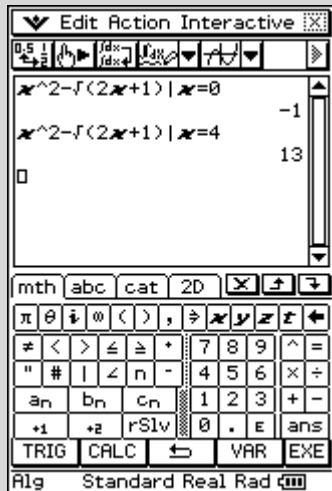 Edit Action Interactive
x^2-√(2x+1)|x=0
-1
x^2-√(2x+1)|x=4
13
mth abc cat 2D
π θ i ∞ ( ) , ⇒ x y z t ←
≠ < > ≤ ≥ 7 8 9 ^ =
" # | ∠ 4 5 6 × ÷
an bn cn 1 2 3 + -
+1 +2 rSlv 0 . E ans
TRIG CALC VAR EXE
Alg Standard Real Rad